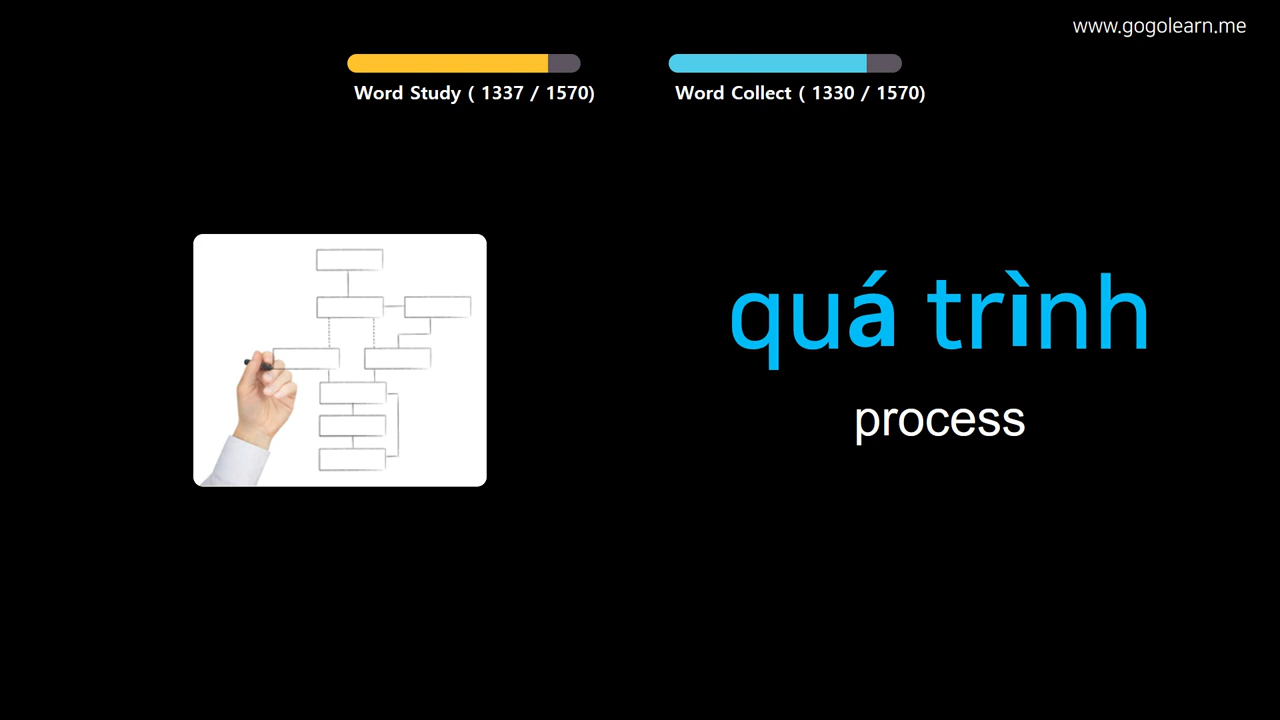 www.gogolearn.me
Word Study ( 1337 / 1570)
Word Collect ( 1330 / 1570)
quá trình
process